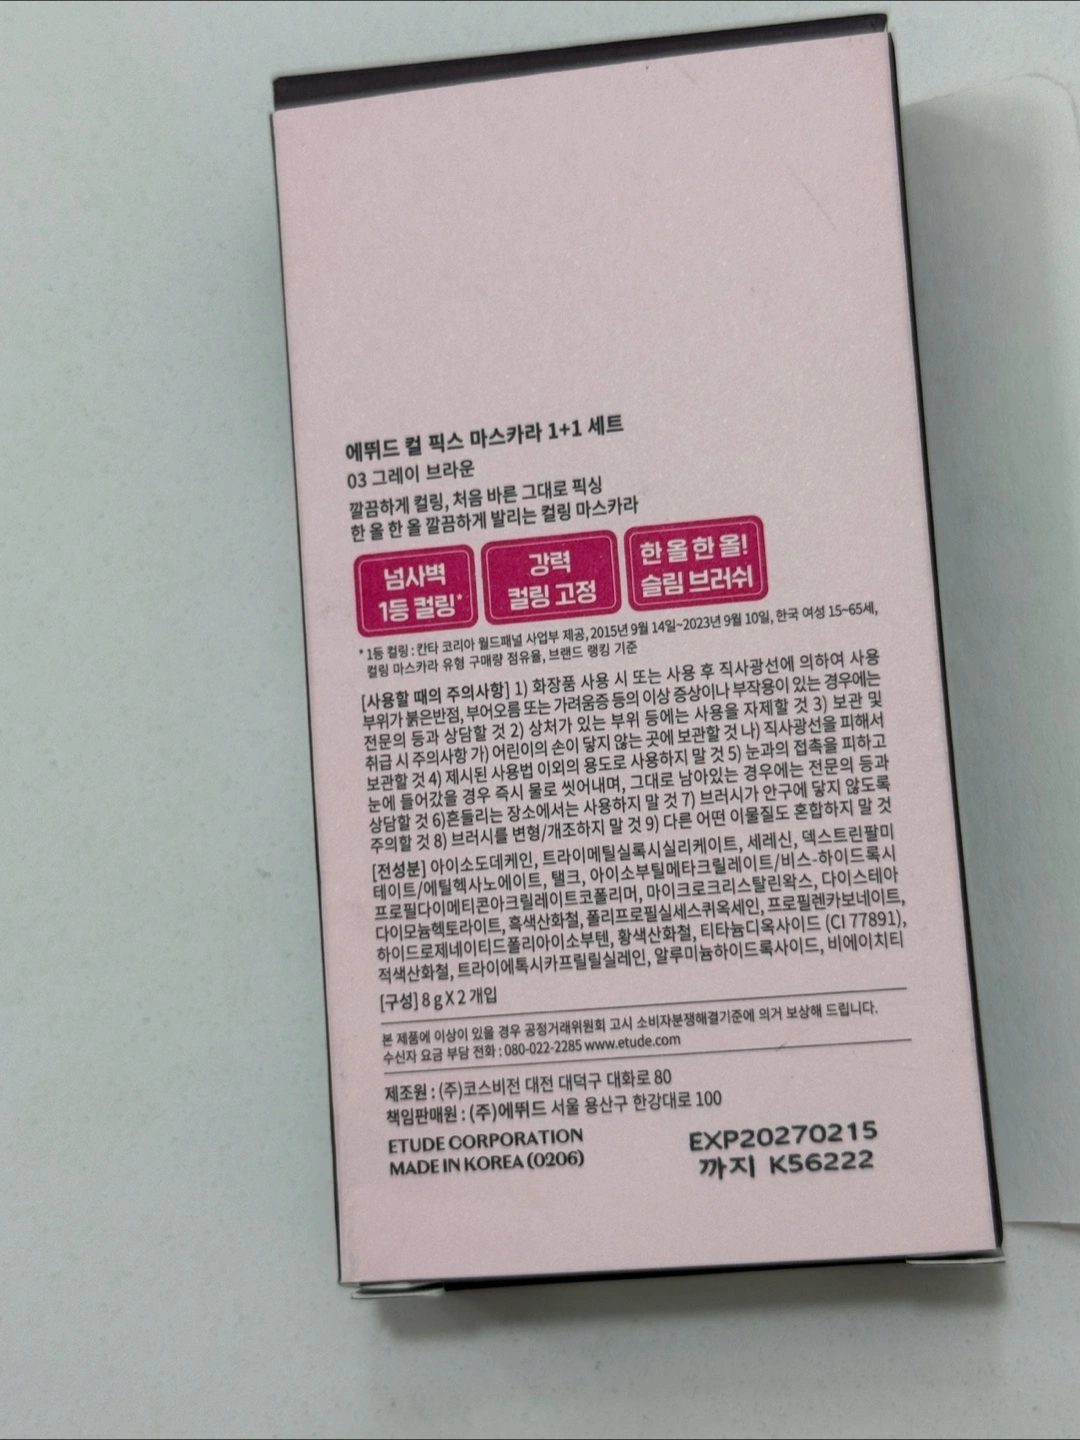 에뛰드 컬 픽스 마스카라 1+1 세트
03 그레이 브라운
깔끔하게 컬링, 처음 바른 그대로 픽싱
한 올 한 올 깔끔하게 발리는 컬링 마스카라
넘사벽
1등 컬링*
강력
컬링 고정
한 올 한 올!
슬림 브러쉬
* 1등 컬링 : 칸타 코리아 월드패널 사업부 제공, 2015년 9월 14일~2023년 9월 10일, 한국 여성 15~65세,
컬링 마스카라 유형 구매량 점유율, 브랜드 랭킹 기준
[사용할 때의 주의사항] 1) 화장품 사용 시 또는 사용 후 직사광선에 의하여 사용
부위가 붉은반점, 부어오름 또는 가려움증 등의 이상 증상이나 부작용이 있는 경우에는
전문의 등과 상담할 것 2) 상처가 있는 부위 등에는 사용을 자제할 것 3) 보관 및
취급 시 주의사항 가) 어린이의 손이 닿지 않는 곳에 보관할 것 나) 직사광선을 피해서
보관할 것 4) 제시된 사용법 이외의 용도로 사용하지 말 것 5) 눈과의 접촉을 피하고
눈에 들어갔을 경우 즉시 물로 씻어내며, 그대로 남아있는 경우에는 전문의 등과
상담할 것 6)흔들리는 장소에서는 사용하지 말 것 7) 브러시가 안구에 닿지 않도록
주의할 것 8) 브러시를 변형/개조하지 말 것 9) 다른 어떤 이물질도 혼합하지 말 것
[전성분] 아이소도데케인, 트라이메틸실록시실리케이트, 세레신, 덱스트린팔미
테이트/에틸헥사노에이트, 탤크, 아이소부틸메타크릴레이트/비스-하이드록시
프로필다이메티콘아크릴레이트코폴리머, 마이크로크리스탈린왁스, 다이스테아
다이모늄헥토라이트, 흑색산화철, 폴리프로필실세스퀴옥세인, 프로필렌카보네이트,
하이드로제네이티드폴리아이소부텐, 황색산화철, 티타늄디옥사이드 (CI 77891),
적색산화철, 트라이에톡시카프릴릴실레인, 알루미늄하이드록사이드, 비에이치티
[구성] 8 g X 2 개입
본 제품에 이상이 있을 경우 공정거래위원회 고시 소비자분쟁해결기준에 의거 보상해 드립니다.
수신자 요금 부담 전화 : 080-022-2285 www.etude.com
제조원 : (주)코스비전 대전 대덕구 대화로 80
책임판매원 : (주)에뛰드 서울 용산구 한강대로 100
ETUDE CORPORATION
MADE IN KOREA (0206)
EXP20270215
까지 K56222